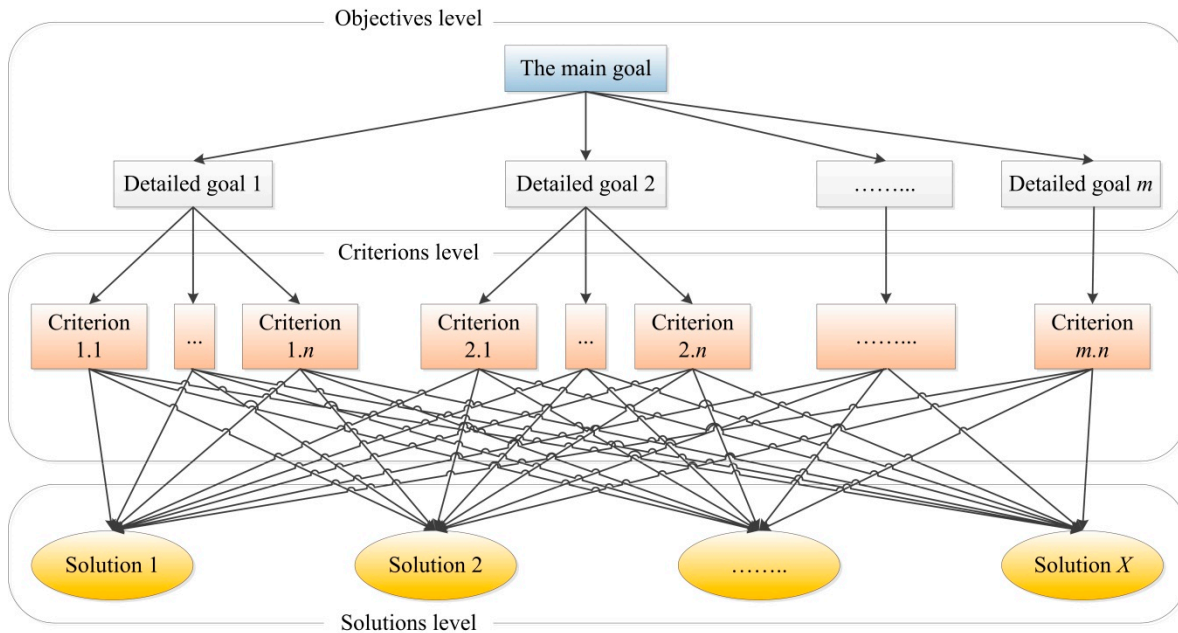 Objectives level
The main goal
Detailed goal 1
Detailed goal 2
……...
Detailed goal m
Criterions level
Criterion
1.1
...
Criterion
1.n
Criterion
2.1
...
Criterion
2.n
……...
Criterion
m.n
Solution 1
Solution 2
……..
Solution X
Solutions level